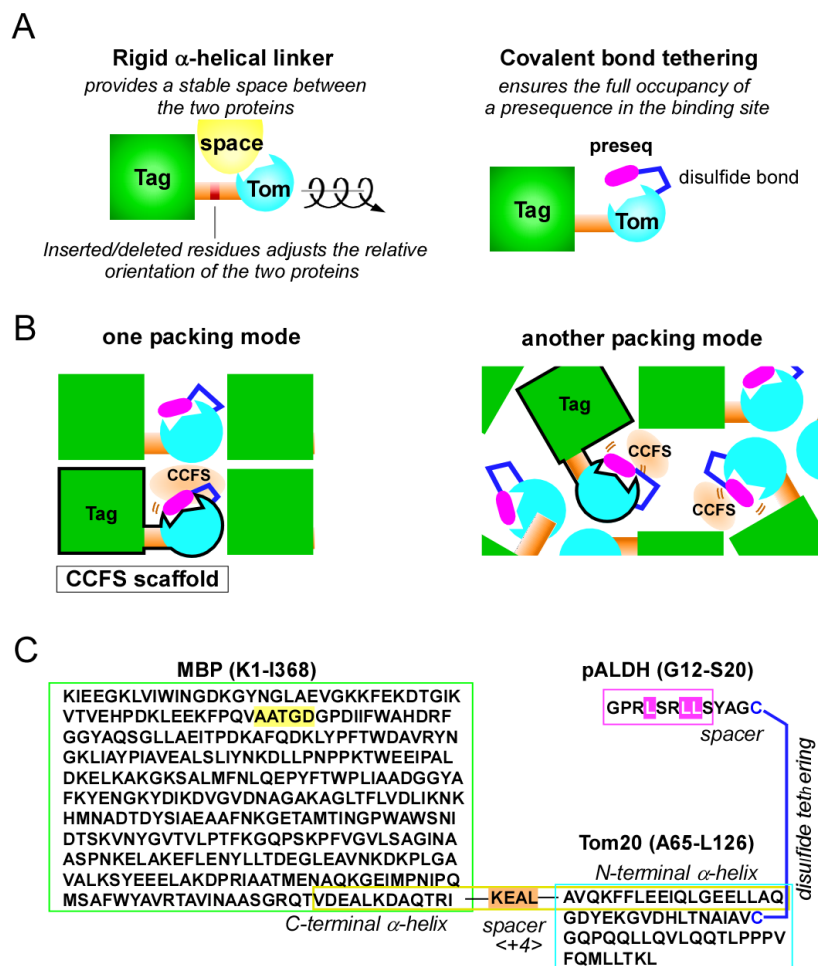 A
Rigid α-helical linker
provides a stable space between
the two proteins
space
Tag
Tom
Inserted/deleted residues adjusts the relative
orientation of the two proteins
Covalent bond tethering
ensures the full occupancy of
a presequence in the binding site
preseq
disulfide bond
Tag
Tom
B
one packing mode
CCFS
Tag
CCFS scaffold
another packing mode
Tag
CCFS
CCFS
C
MBP (K1-I368)
KIEEGKLVIWINGDKGYNGLAEVGKKFEKDTGIK
VTVEHPDKLEEKFPQVAATGDGPDIIFWAHDRF
GGYAQSGLLAEITPDKAFQDKLYPFTWDAVRYN
GKLIAYPIAVEALSLIYNKDLLPNPPKTWEEIPAL
DKELKAKGKSALMFNLQEPYFTWPLIAADGGYA
FKYENGKYDIKDVGVDNAGAKAGLTFLVDLIKNK
HMNADTDYSIAEAAFNKGETAMTINGPWAWSNI
DTSKVNYGVTVLPTFKGQPSKPFVGVLSAGINA
ASPNKELAKEFLENYLLTDEGLEAVNKDKPLGA
VALKSYEEELAKDPRIAATMENAQKGEIMPNIPQ
MSAFWYAVRTAVINAASGRQTVDEALKDAQTRI
C-terminal α-helix
KEAL
spacer
<+4>
pALDH (G12-S20)
GPRLSRLLSYAGC
spacer
disulfide tethering
Tom20 (A65-L126)
N-terminal α-helix
AVQKFFLEEIQLGEELLAQ
GDYEKGVDHLTNAIAVC
GQPQQLLQVLQQTLPPPV
FQMLLTKL